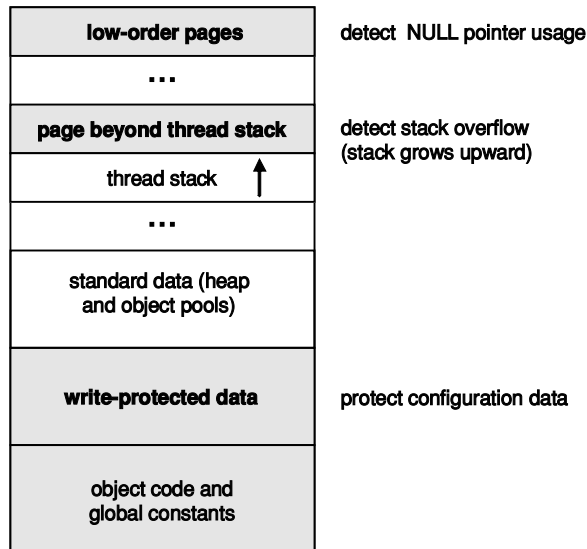 low-order pages
detect NULL pointer usage
...
page beyond thread stack
detect stack overflow
(stack grows upward)
thread stack
...
standard data (heap
and object pools)
write-protected data
protect configuration data
object code and
global constants